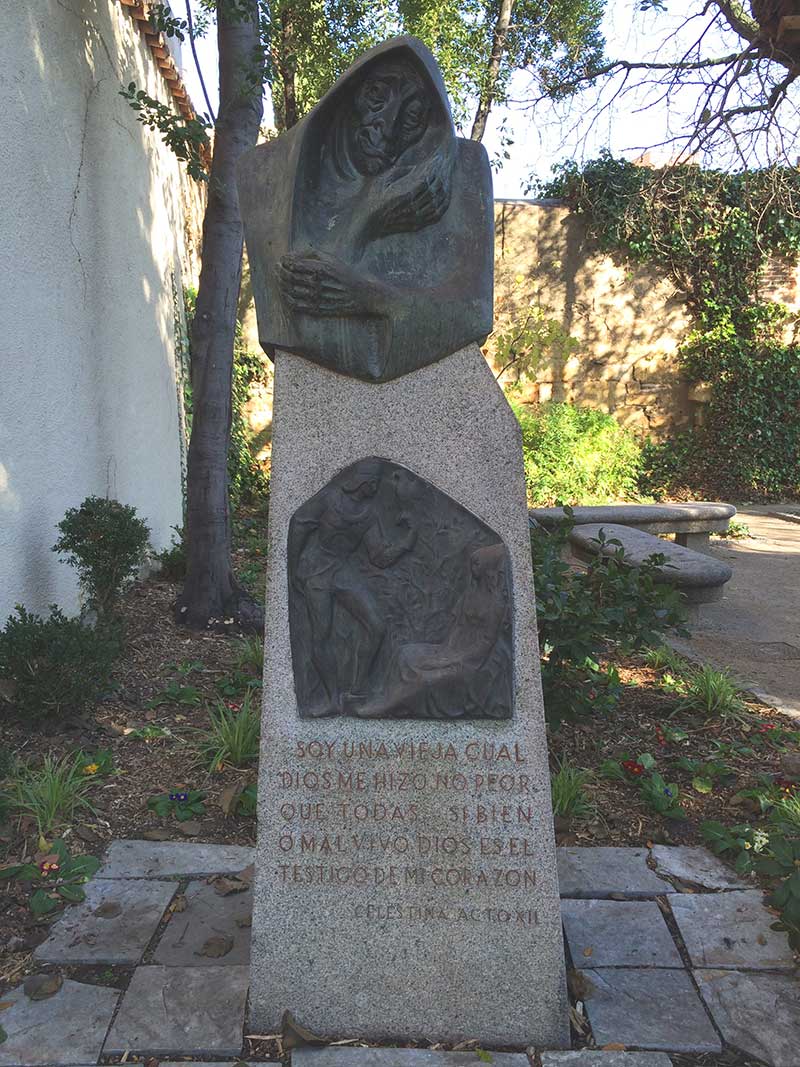 SOY UNA VIEJA CUAL
DIOS ME HIZO NO PEOR
QUE TODAS SI BIEN
O MAL VIVO DIOS ES EL
TESTIGO DE MI CORAZON
CELESTINA ACTO XII